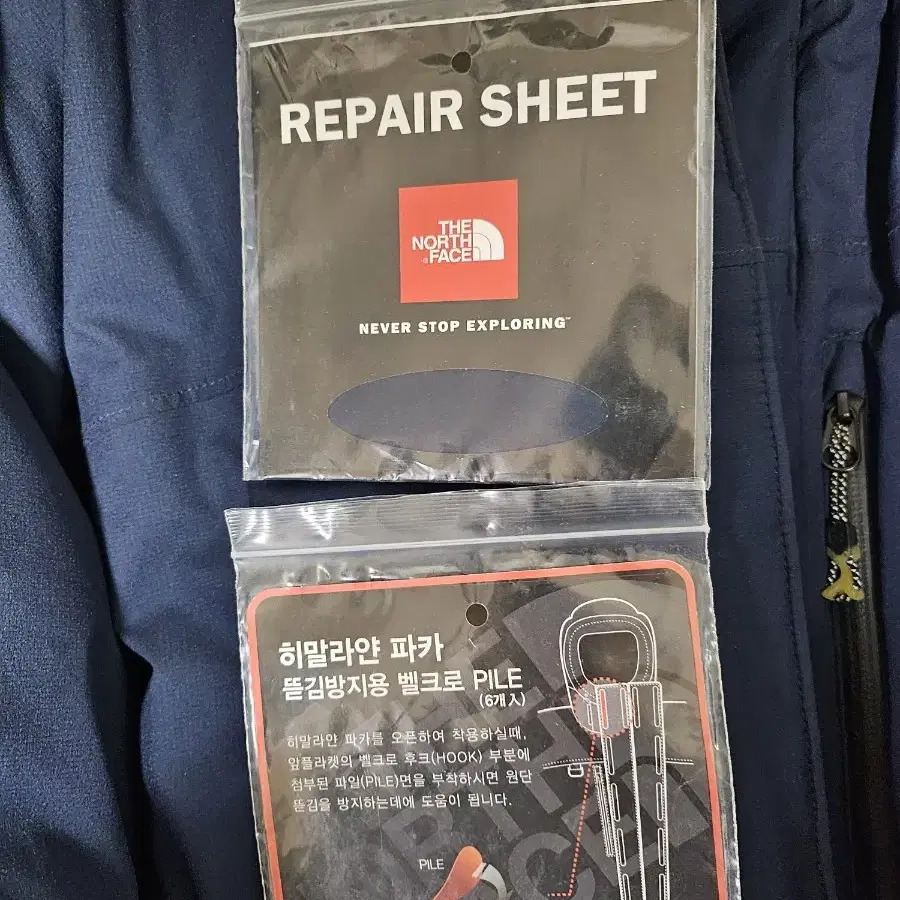 REPAIR SHEET
THE
NORTH
FACE
NEVER STOP EXPLORING™
히말라얀 파카
뜯김방지용 벨크로 PILE
(6개入)
히말라얀 파카를 오픈하여 착용하실때,
앞플라켓의 벨크로 후크(HOOK) 부분에
첨부된 파일(PILE)면을 부착하시면 원단
뜯김을 방지하는데에 도움이 됩니다.
PILE